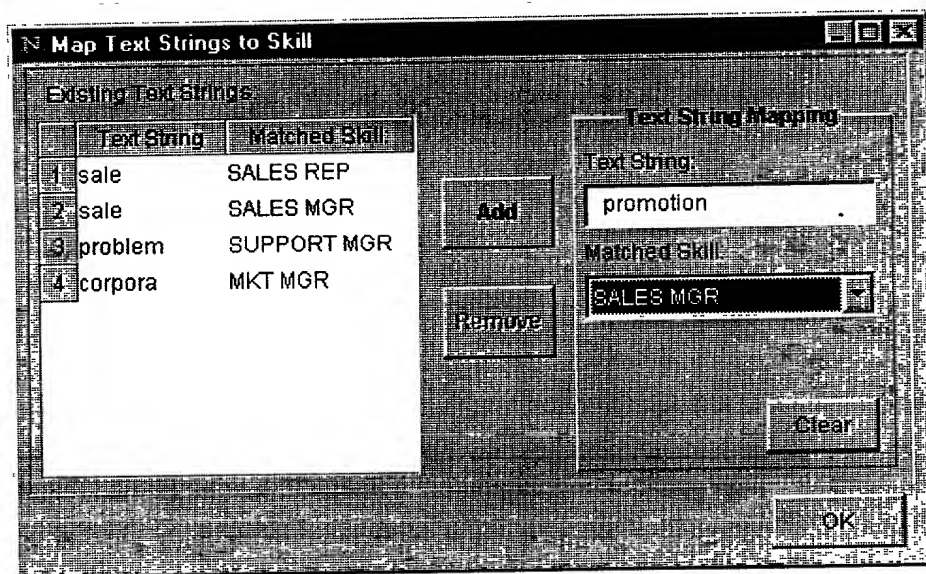 N Map Text Strings to Skill
Existing Text Strings:
Text String Matched Skill:
1 sale SALES REP
2 sale SALES MGR
3 problem SUPPORT MGR
4 corpora MKT MGR
Add
Remove
Text String Mapping
Text String:
promotion
Matched Skill:
SALES MGR
Clear
OK